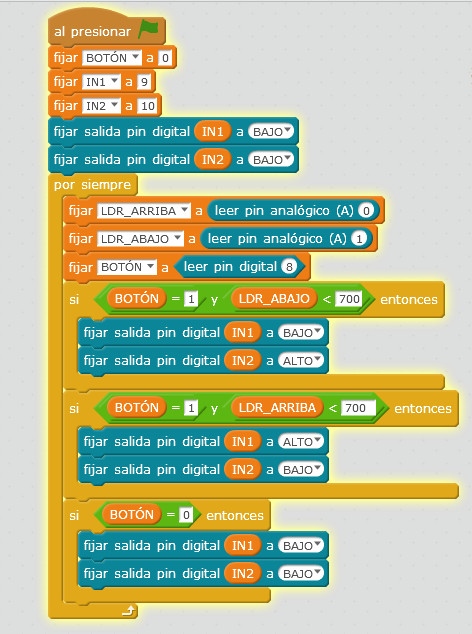 al presionar
fijar BOTÓN a 0
fijar IN1 a 9
fijar IN2 a 10
fijar salida pin digital IN1 a BAJO
fijar salida pin digital IN2 a BAJO
por siempre
fijar LDR_ARRIBA a leer pin analógico (A) 0
fijar LDR_ABAJO a leer pin analógico (A) 1
fijar BOTÓN a leer pin digital 8
si BOTÓN = 1 y LDR_ABAJO < 700 entonces
fijar salida pin digital IN1 a BAJO
fijar salida pin digital IN2 a ALTO
si BOTÓN = 1 y LDR_ARRIBA < 700 entonces
fijar salida pin digital IN1 a ALTO
fijar salida pin digital IN2 a BAJO
si BOTÓN = 0 entonces
fijar salida pin digital IN1 a BAJO
fijar salida pin digital IN2 a BAJO